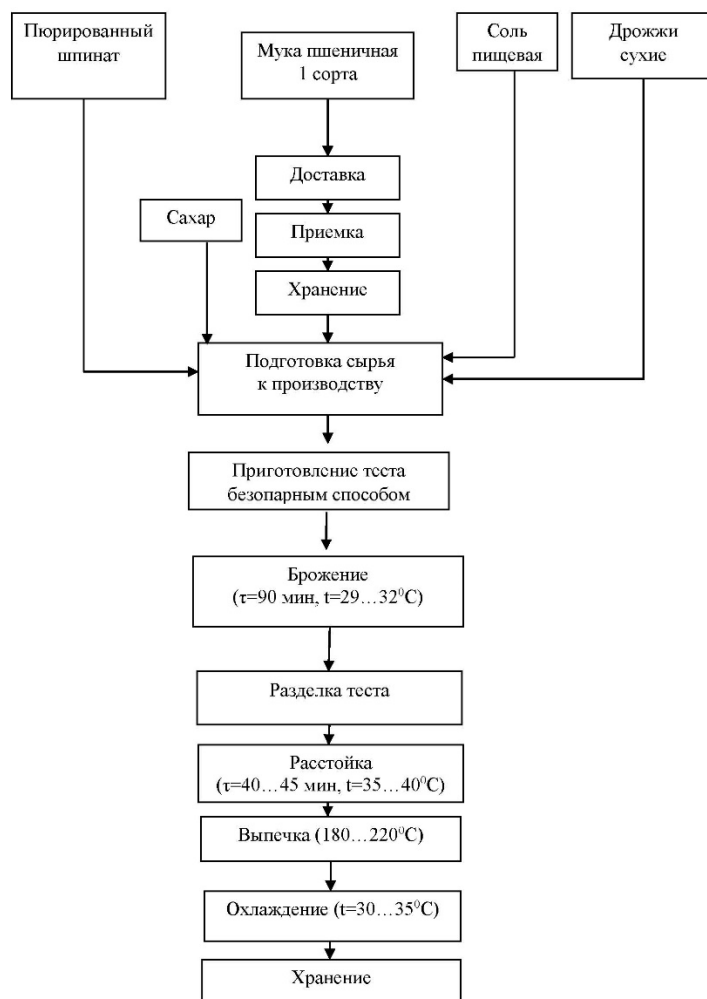 Пюрированный
шпинат
Мука пшеничная
1 сорта
Соль
пищевая
Дрожжи
сухие
Доставка
Сахар
Приемка
Хранение
Подготовка сырья
к производству
Приготовление теста
безопарным способом
Брожение
(τ=90 мин, t=29…32⁰С)
Разделка теста
Расстойка
(τ=40…45 мин, t=35…40⁰С)
Выпечка (180…220⁰С)
Охлаждение (t=30…35⁰С)
Хранение